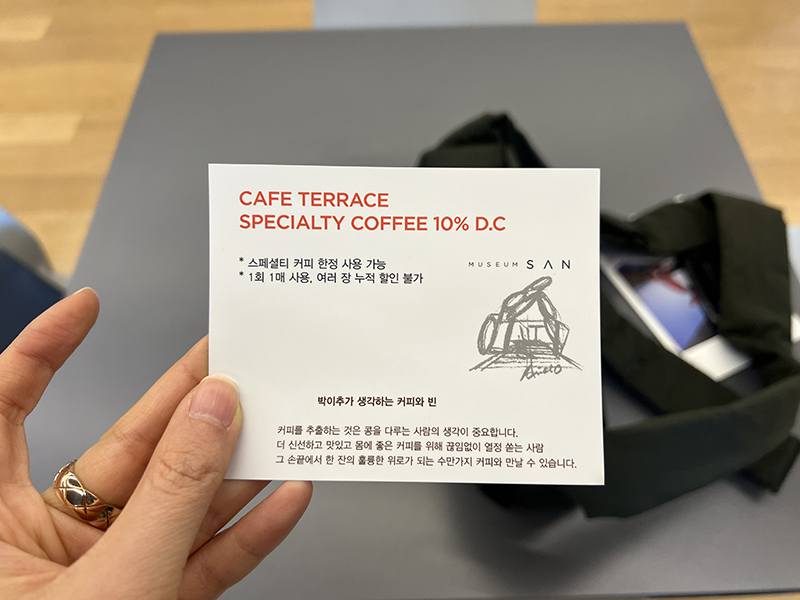 CAFE TERRACE
SPECIALTY COFFEE 10% D.C
* 스페셜티 커피 한정 사용 가능
* 1회 1매 사용, 여러 장 누적 할인 불가
MUSEUM SAN
박이추가 생각하는 커피와 빈
커피를 추출하는 것은 콩을 다루는 사람의 생각이 중요합니다.
더 신선하고 맛있고 몸에 좋은 커피를 위해 끊임없이 열정 쏟는 사람
그 손끝에서 한 잔의 훌륭한 위로가 되는 수만가지 커피와 만날 수 있습니다.